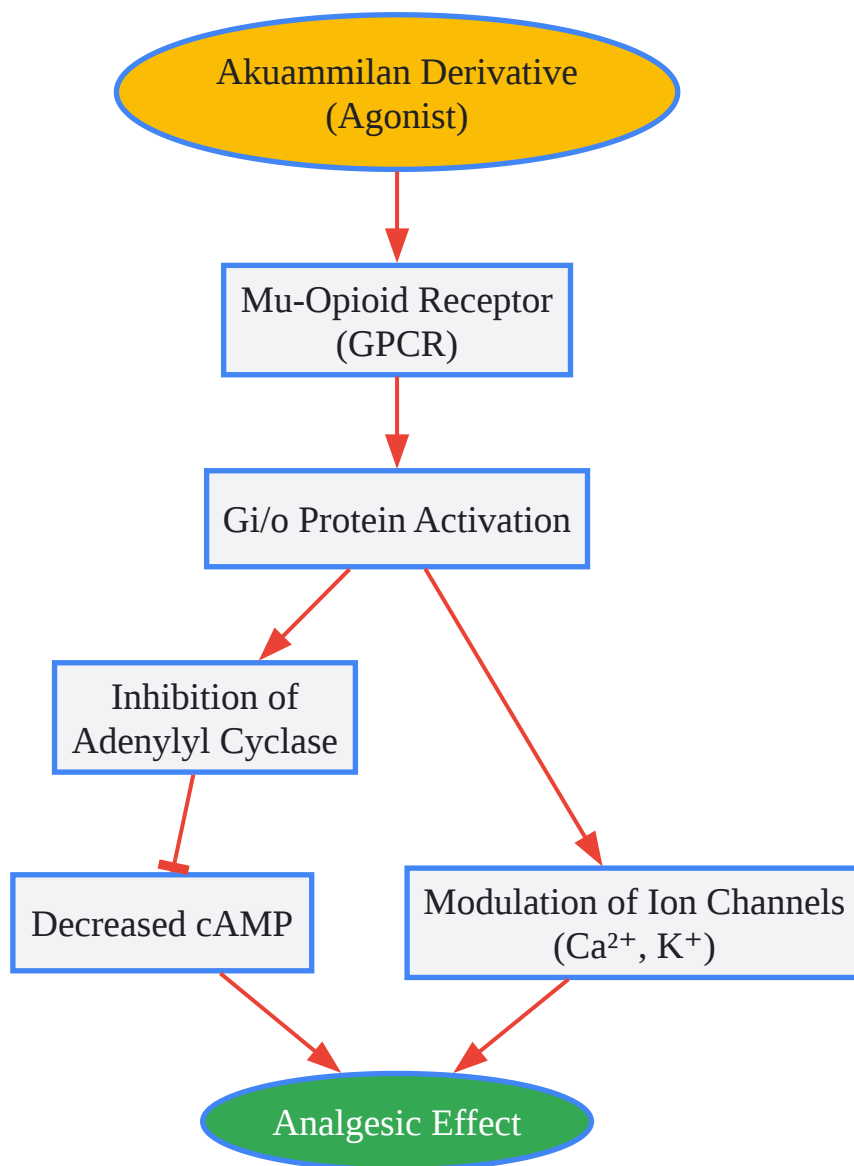 Akuammilan Derivative
(Agonist)
Mu-Opioid Receptor
(GPCR)
Gi/o Protein Activation
Inhibition of
Adenylyl Cyclase
Decreased cAMP
Modulation of Ion Channels
(Ca²⁺, K⁺)
Analgesic Effect